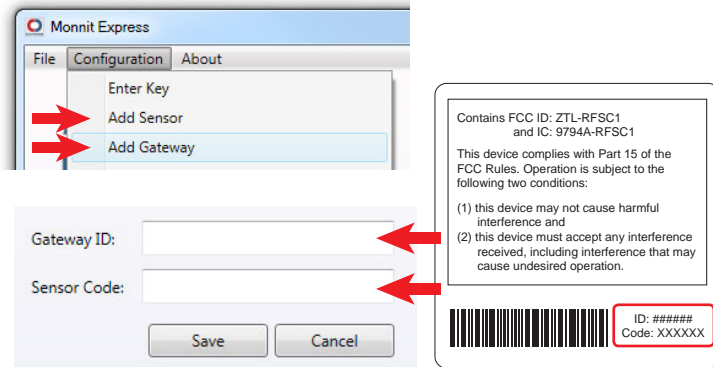 Monnit Express
File Configuration About
Enter Key
Add Sensor
Add Gateway
Gateway ID:
Sensor Code:
Save Cancel
Contains FCC ID: ZTL-RFSC1
and IC: 9794A-RFSC1
This device complies with Part 15 of the
FCC Rules. Operation is subject to the
following two conditions:
(1) this device may not cause harmful
interference and
(2) this device must accept any interference
received, including interference that may
cause undesired operation.
ID: ######
Code: XXXXXX